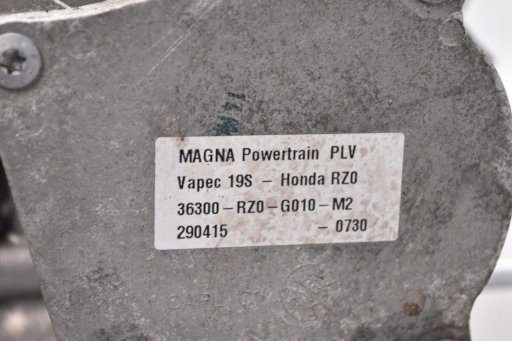 MAGNA Powertrain PLV
Vapec 19S – Honda RZ0
36300–RZ0–G010–M2
290415 – 0730